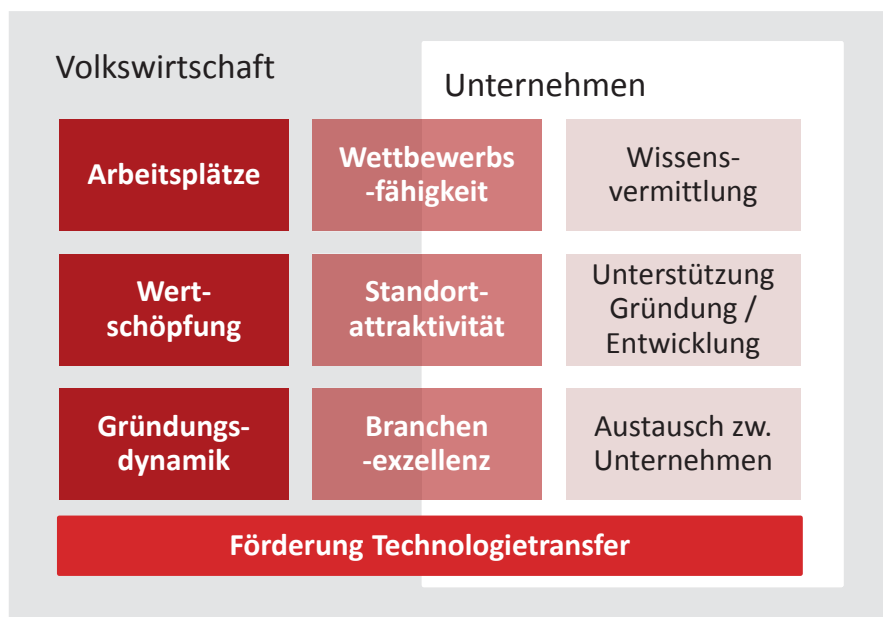 Volkswirtschaft
Unternehmen
Arbeitsplätze
Wettbewerbs
-fähigkeit
Wissens-
vermittlung
Wert-
schöpfung
Standort-
attraktivität
Unterstützung
Gründung /
Entwicklung
Gründungs-
dynamik
Branchen
-exzellenz
Austausch zw.
Unternehmen
Förderung Technologietransfer